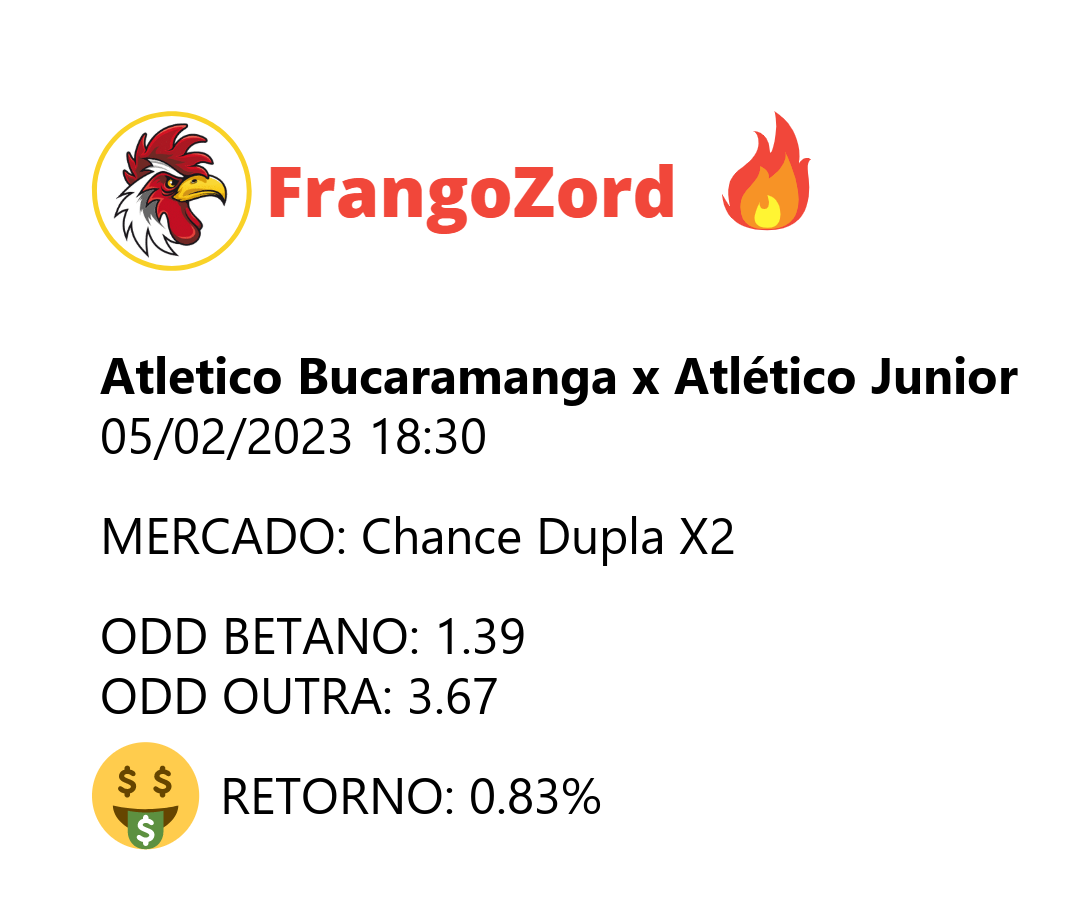 FrangoZord
Atletico Bucaramanga x Atlético Junior
05/02/2023 18:30
MERCADO: Chance Dupla X2
ODD BETANO: 1.39
ODD OUTRA: 3.67
$ $
$
RETORNO: 0.83%